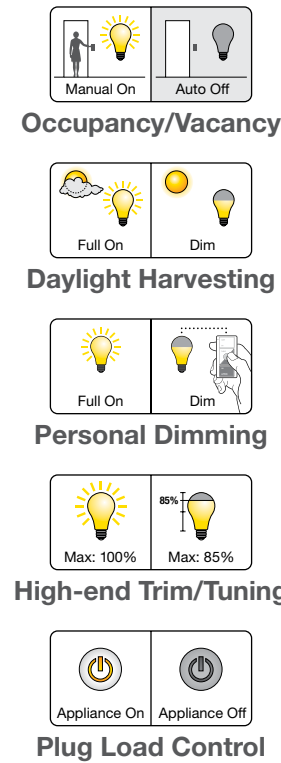 Manual On
Auto Off
Occupancy/Vacancy
Full On
Dim
Daylight Harvesting
Full On
Dim
Personal Dimming
85%
Max: 100%
Max: 85%
High-end Trim/Tuning
Appliance On
Appliance Off
Plug Load Control